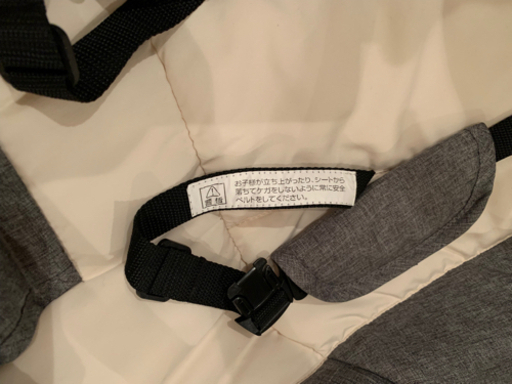 警告
お子様が立ち上がったり、シートから
落ちてケガをしないように常に安全
ベルトをしてください。